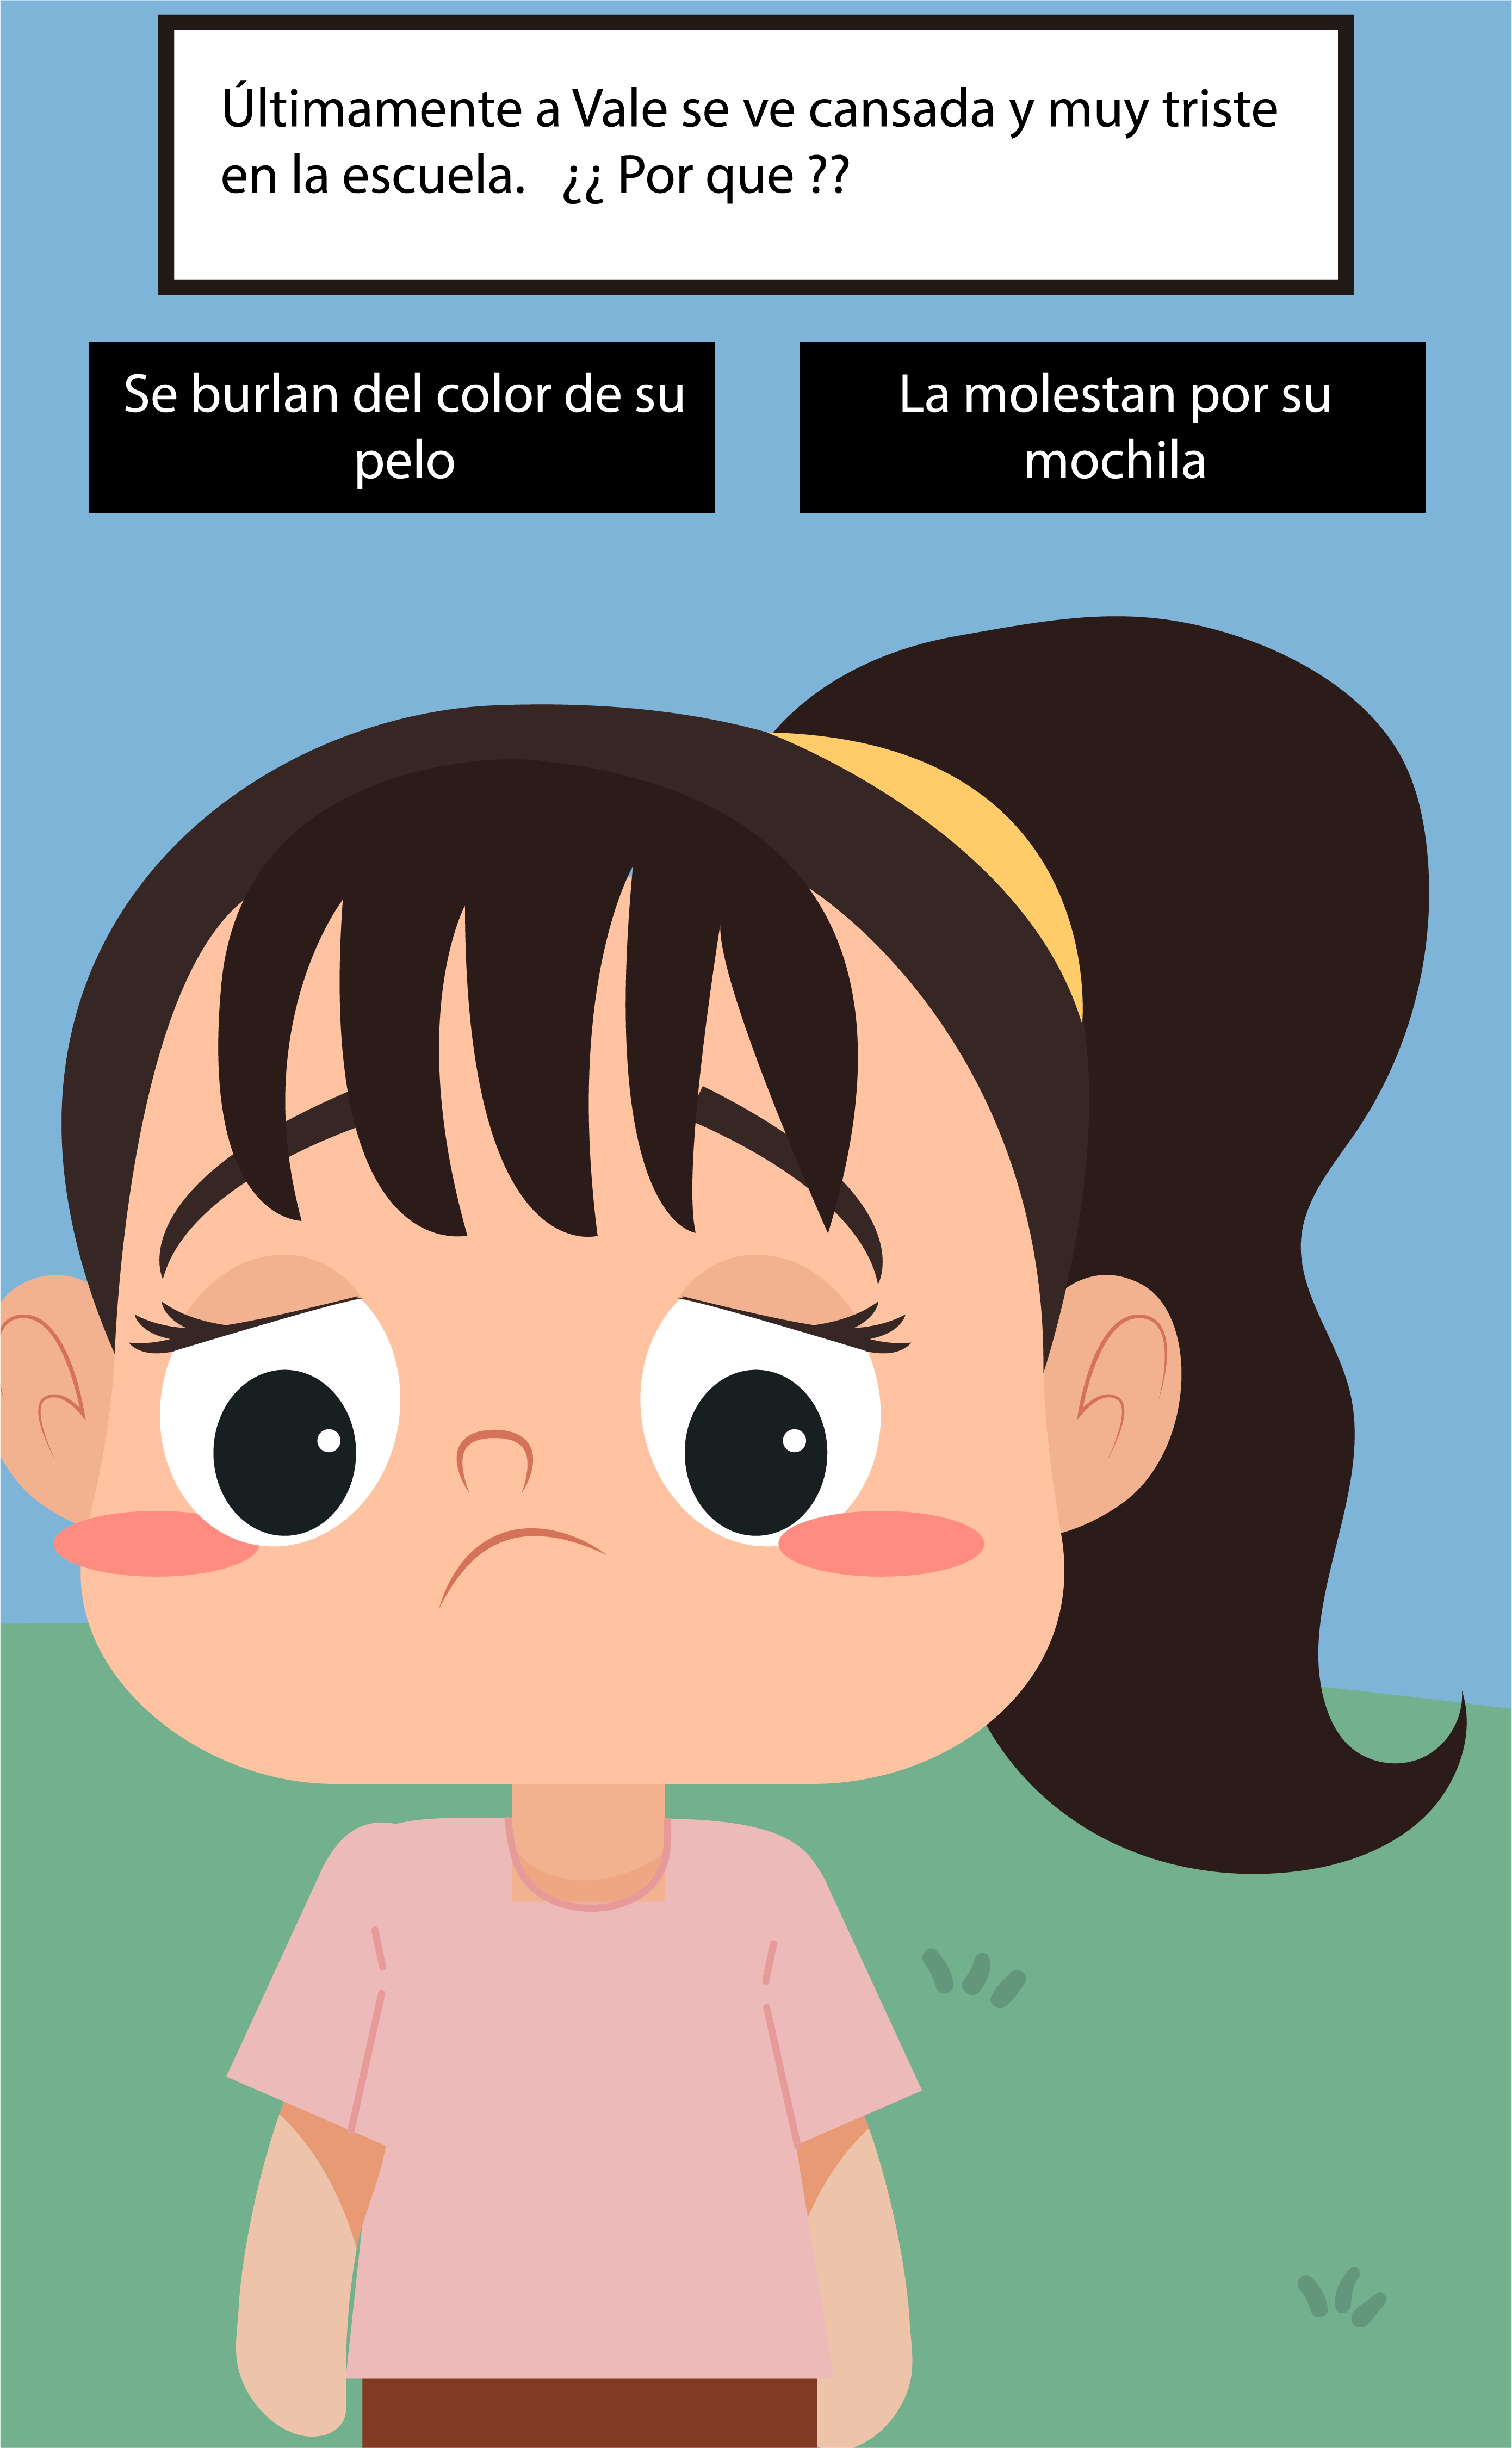 Últimamente a Vale se ve cansada y muy triste
en la escuela. ¿¿ Por que ??
Se burlan del color de su
pelo
La molestan por su
mochila